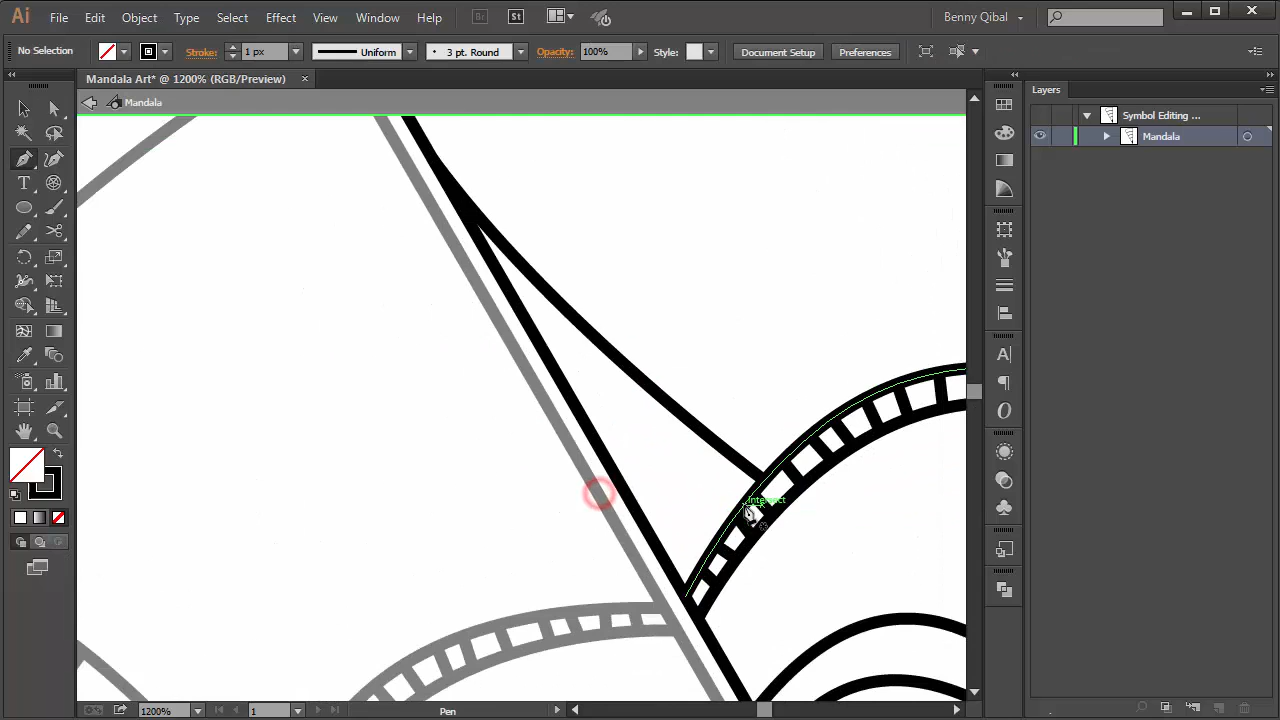 Ai File Edit Object Type Select Effect View Window Help Br St Benny Qibal
No Selection Stroke: 1 px Uniform 3 pt. Round Opacity: 100% Style: Document Setup Preferences
Mandala Art* @ 1200% (RGB/Preview) × Layers
Mandala
Symbol Editing ...
Mandala
Intersect
1200% 1 Pen